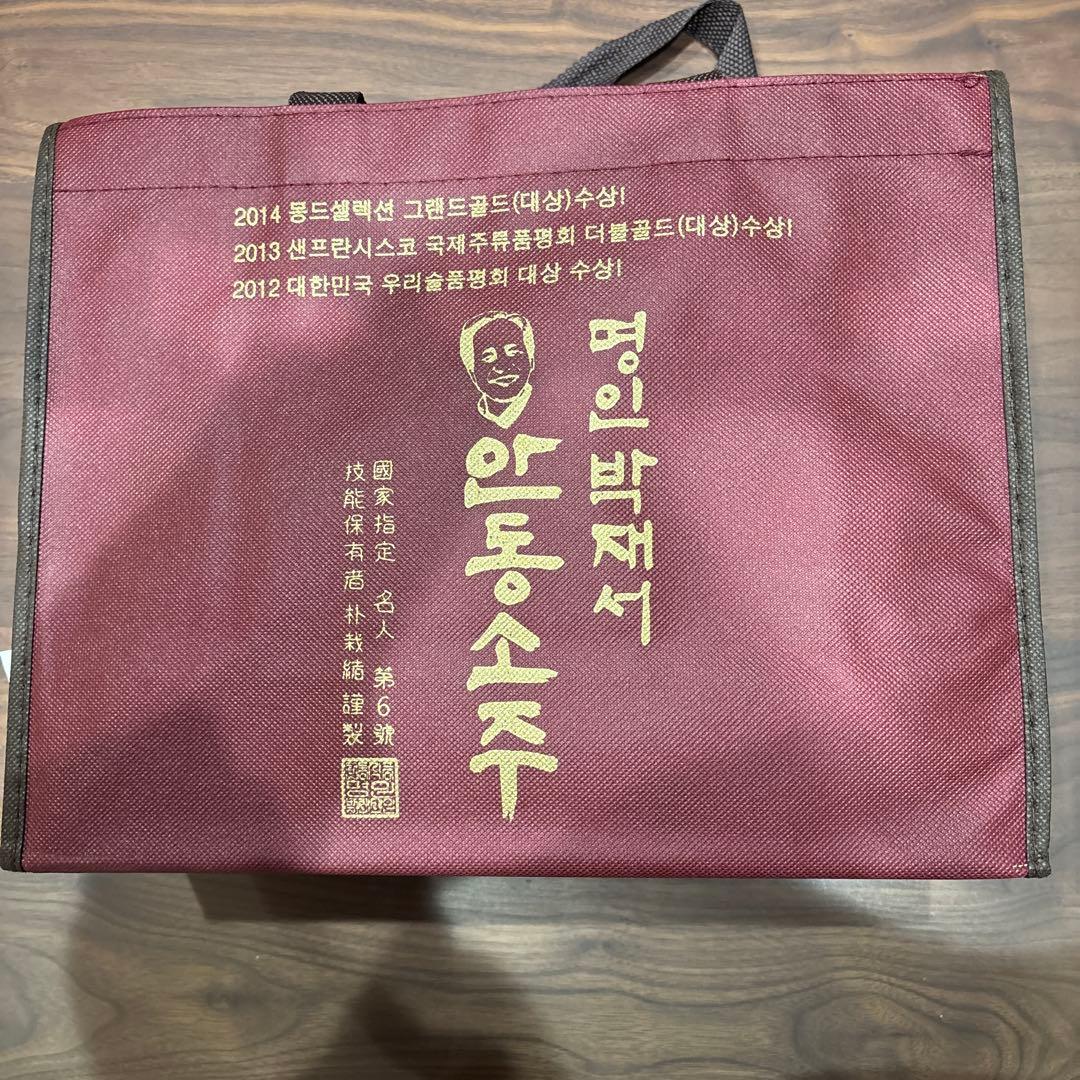 2014 몽드셀렉션 그랜드골드(대상)수상!
2013 샌프란시스코 국제주류품평회 더블골드(대상)수상!
2012 대한민국 우리술품평회 대상 수상!
명인박재서
안동소주
國家指定 名人 第6號
技能保有者 朴栽緖 謹製